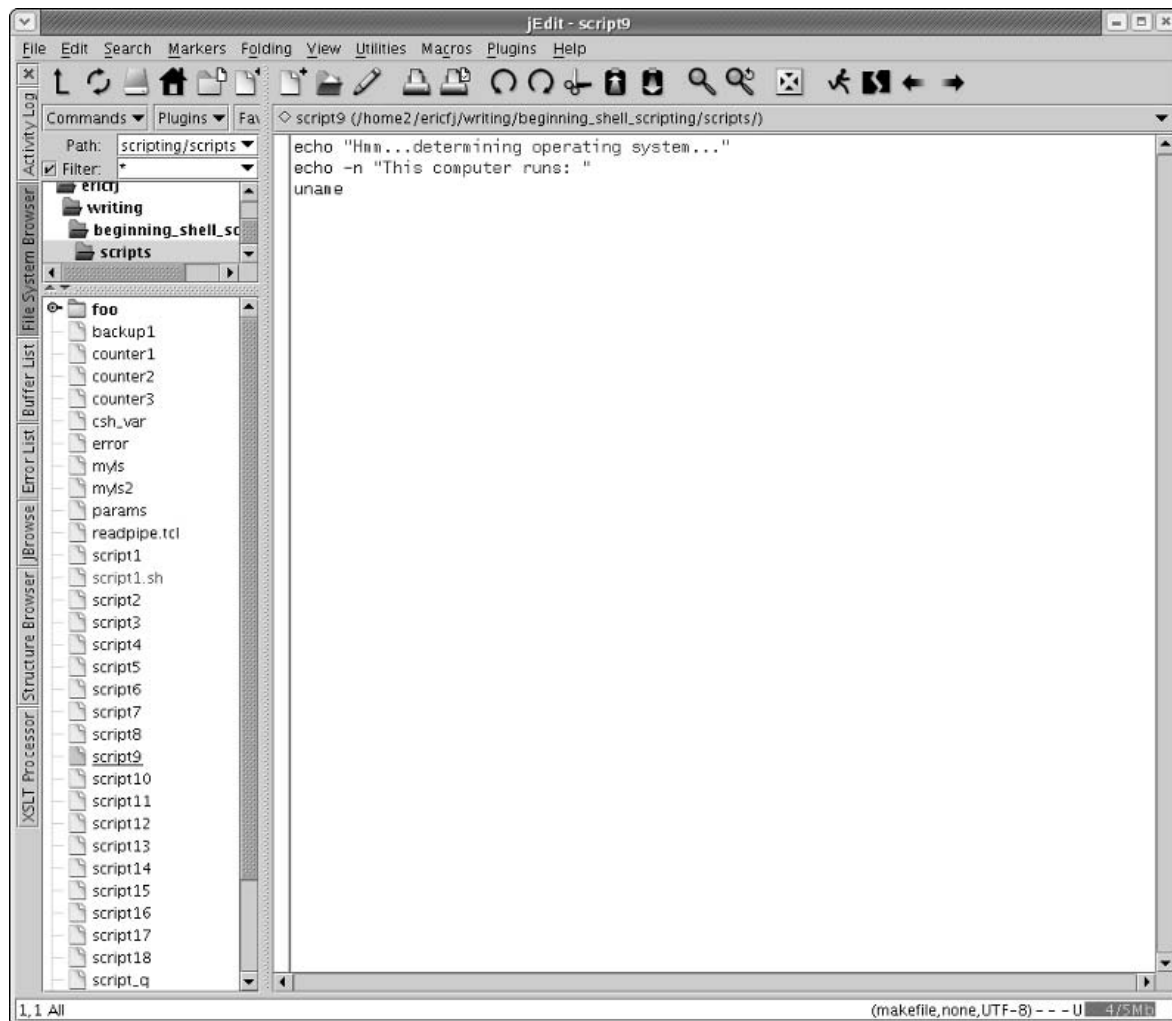 jEdit - script9
File Edit Search Markers Folding View Utilities Macros Plugins Help
Activity Log
File System Browser
Buffer List
Error List
JBrowse
Structure Browser
XSLT Processor
Commands Plugins Fav
Path: scripting/scripts
Filter: *
ericfj
writing
beginning_shell_sc
scripts
foo
backup1
counter1
counter2
counter3
csh_var
error
myls
myls2
params
readpipe.tcl
script1
script1.sh
script2
script3
script4
script5
script6
script7
script8
script9
script10
script11
script12
script13
script14
script15
script16
script17
script18
script_q
script9 (/home2/ericfj/writing/beginning_shell_scripting/scripts/)
echo "Hmm...determining operating system..."
echo -n "This computer runs: "
uname
1,1 All
(makefile,none,UTF-8) - - - U 4/5Mb